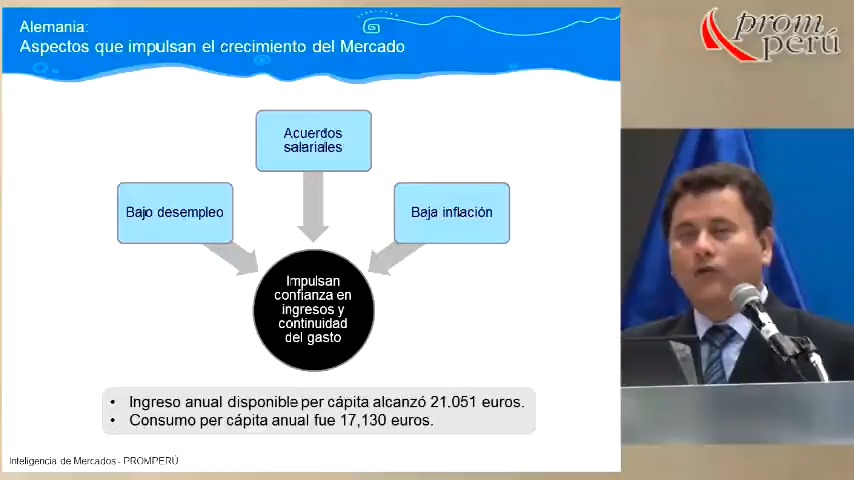 Alemania:
Aspectos que impulsan el crecimiento del Mercado
prom
perú
Acuerdos
salariales
Bajo desempleo
Baja inflación
Impulsan
confianza en
ingresos y
continuidad
del gasto
• Ingreso anual disponible per cápita alcanzó 21.051 euros.
• Consumo per cápita anual fue 17,130 euros.
Inteligencia de Mercados - PROMPERÚ